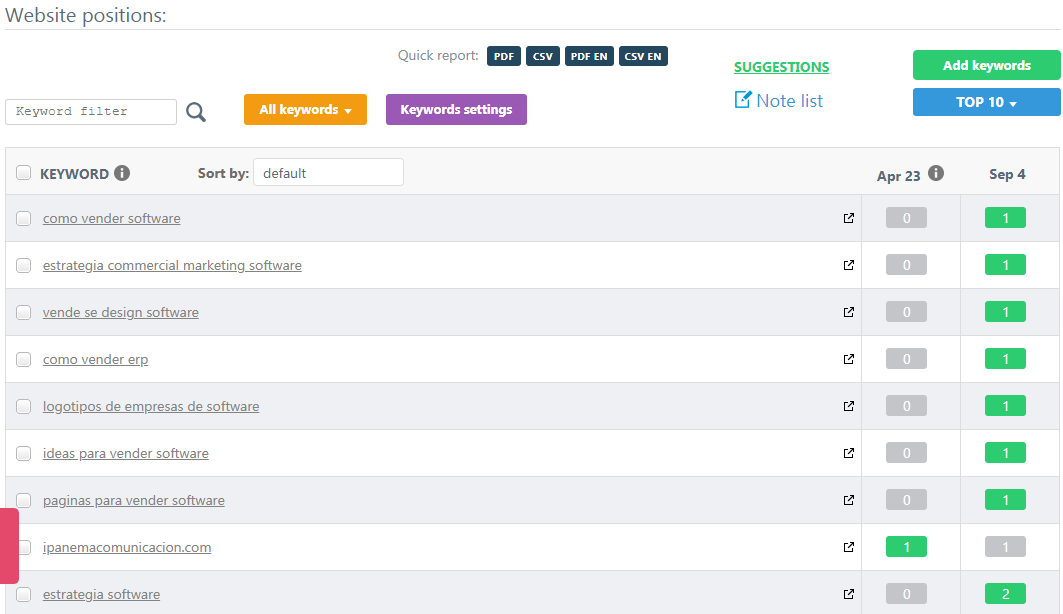 Website positions:
Quick report: PDF CSV PDF EN CSV EN
SUGGESTIONS
Add keywords
Keyword filter
All keywords
Keywords settings
Note list
TOP 10
KEYWORD
Sort by: default
Apr 23
Sep 4
como vender software 0 1
estrategia commercial marketing software 0 1
vende se design software 0 1
como vender erp 0 1
logotipos de empresas de software 0 1
ideas para vender software 0 1
paginas para vender software 0 1
ipanemacomunicacion.com 1 1
estrategia software 0 2